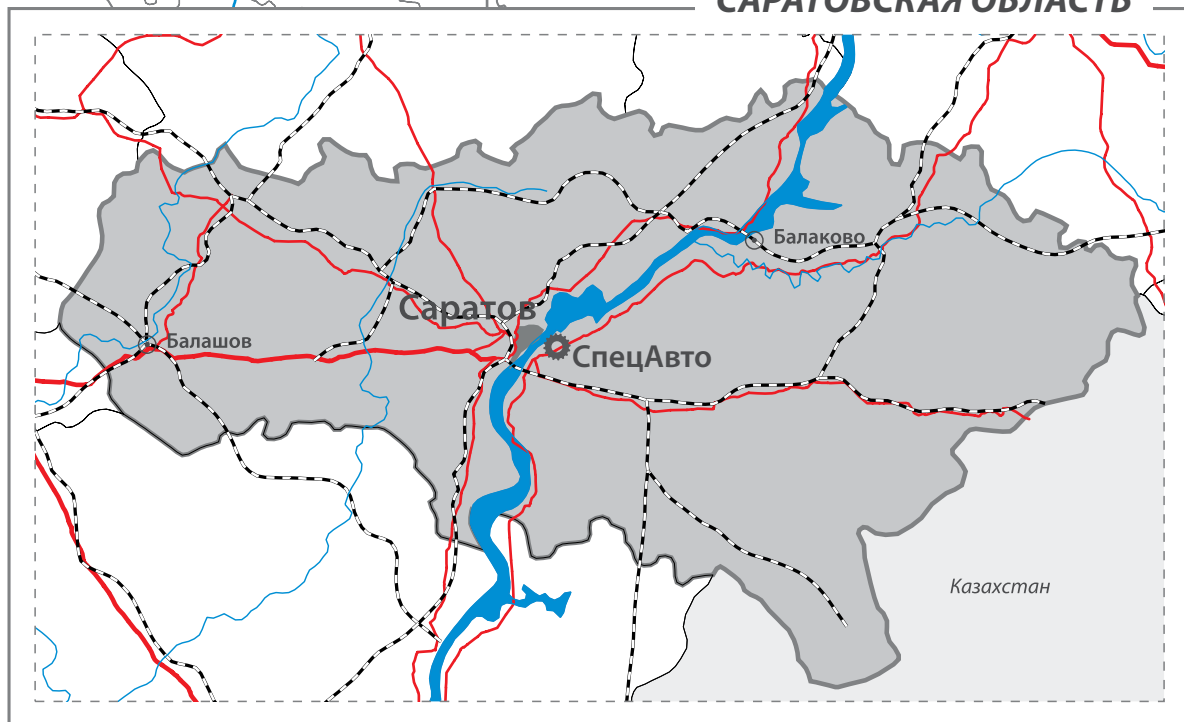 САРАТОВСКАЯ ОБЛАСТЬ
Балаково
Саратов
Балашов
СпецАвто
Казахстан